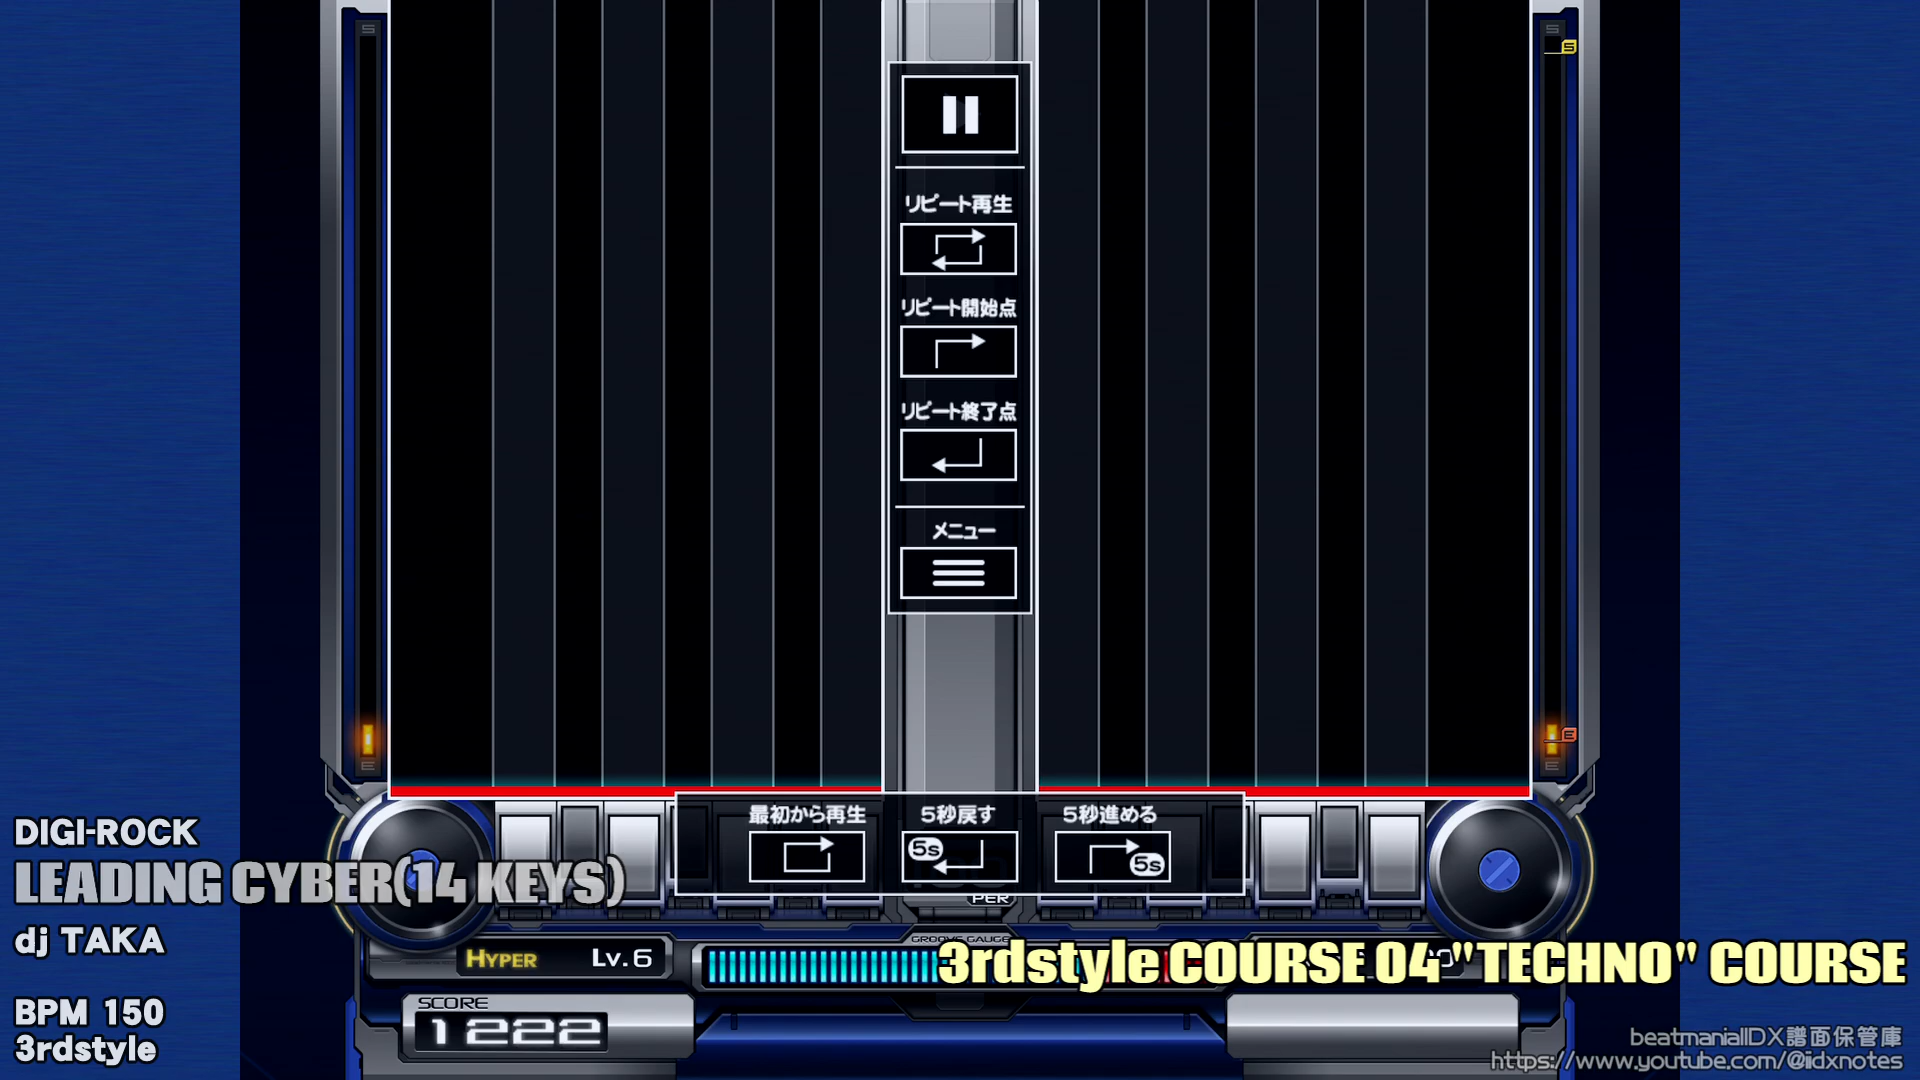 S
S
S
リピート再生
リピート開始点
リピート終了点
メニュー
E
E
E
最初から再生
5秒戻す
5秒進める
5s
5s
PER
DIGI-ROCK
LEADING CYBER(14 KEYS)
dj TAKA
BPM 150
3rdstyle
HYPER Lv.6
GROOVE GAUGE
3rdstyle COURSE 04 "TECHNO" COURSE
SCORE
1222
beatmaniaIIDX譜面保管庫
https://www.youtube.com/@iidxnotes